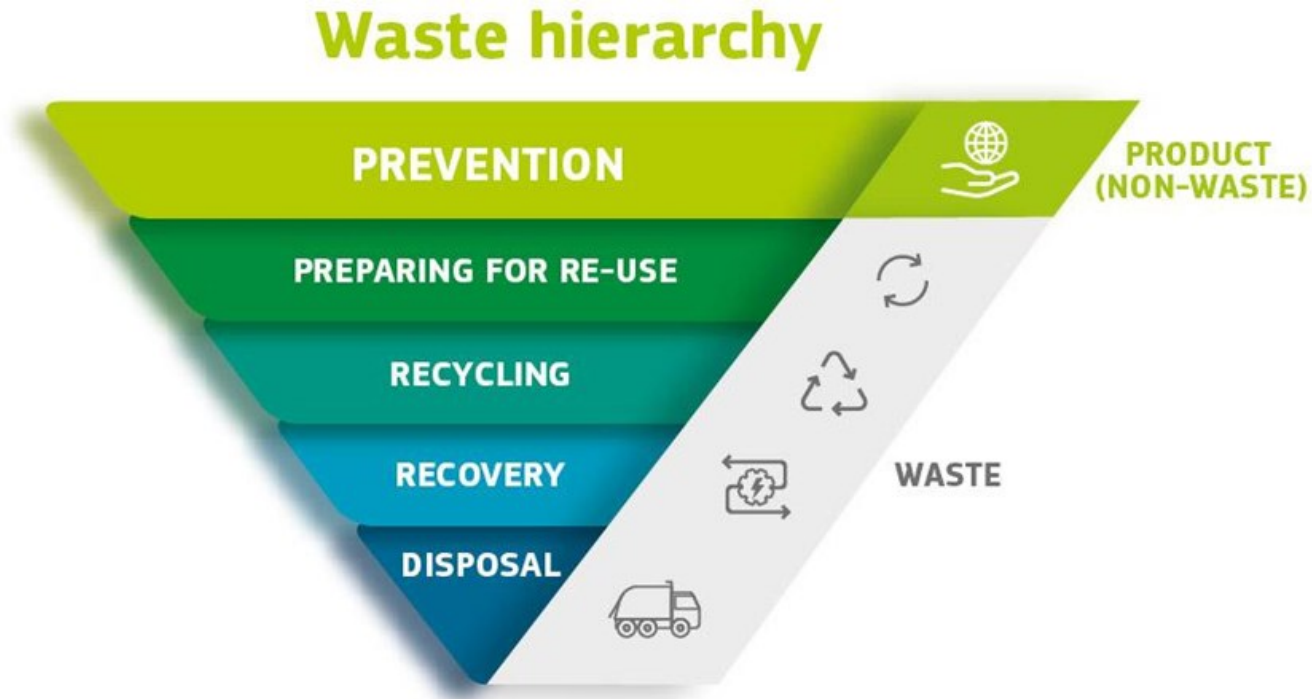 Waste hierarchy
PREVENTION
PRODUCT
(NON-WASTE)
PREPARING FOR RE-USE
RECYCLING
RECOVERY
WASTE
DISPOSAL